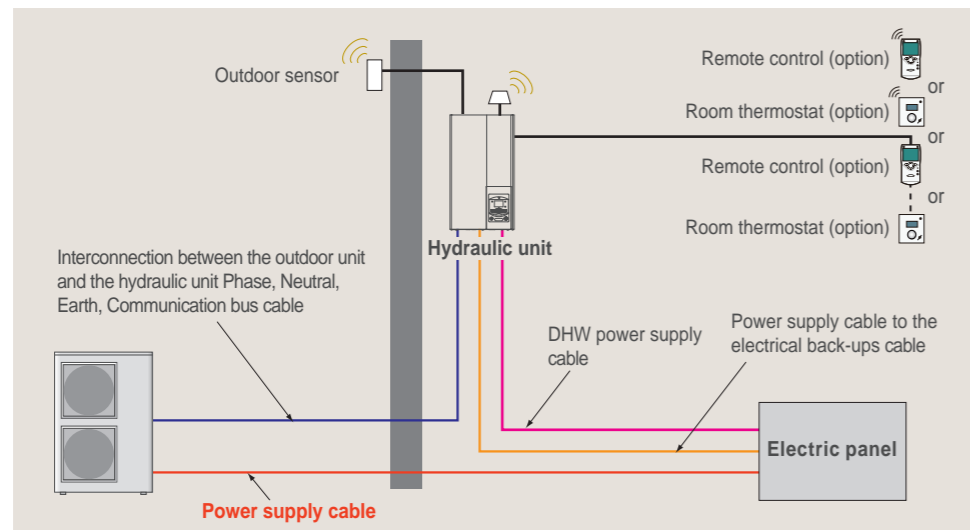 Outdoor sensor
Remote control (option)
or
Room thermostat (option)
or
Remote control (option)
or
Room thermostat (option)
Hydraulic unit
Interconnection between the outdoor unit
and the hydraulic unit Phase, Neutral,
Earth, Communication bus cable
DHW power supply
cable
Power supply cable to the
electrical back-ups cable
Electric panel
Power supply cable